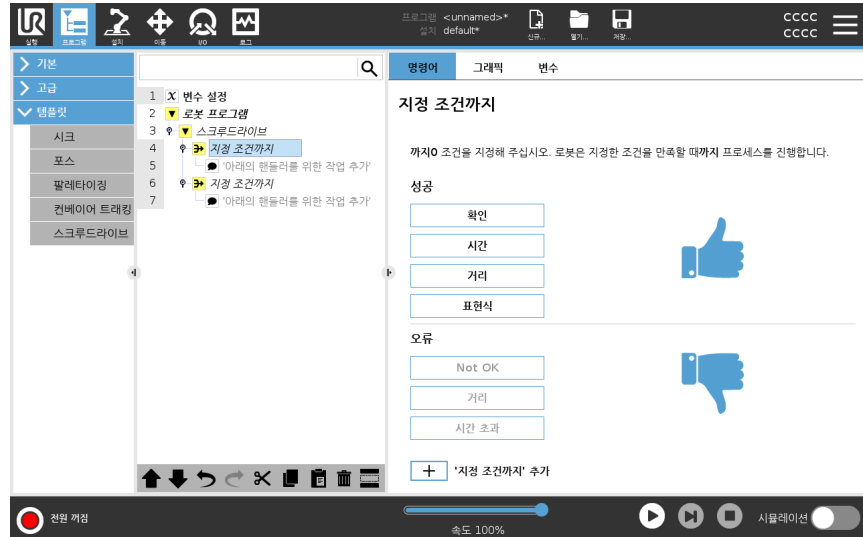 UR
실행
프로그램
설치
이동
I/O
로그
프로그램 <unnamed>*
설치 default*
신규...
열기...
저장...
cccc
cccc
기본
고급
템플릿
시크
포스
팔레타이징
컨베이어 트래킹
스크루드라이브
1 X 변수 설정
2 로봇 프로그램
3 스크루드라이브
4 지정 조건까지
5 '아래의 핸들러를 위한 작업 추가'
6 지정 조건까지
7 '아래의 핸들러를 위한 작업 추가'
명령어
그래픽
변수
지정 조건까지
까지0 조건을 지정해 주십시오. 로봇은 지정한 조건을 만족할 때까지 프로세스를 진행합니다.
성공
확인
시간
거리
표현식
오류
Not OK
거리
시간 초과
'지정 조건까지' 추가
전원 꺼짐
속도 100%
시뮬레이션